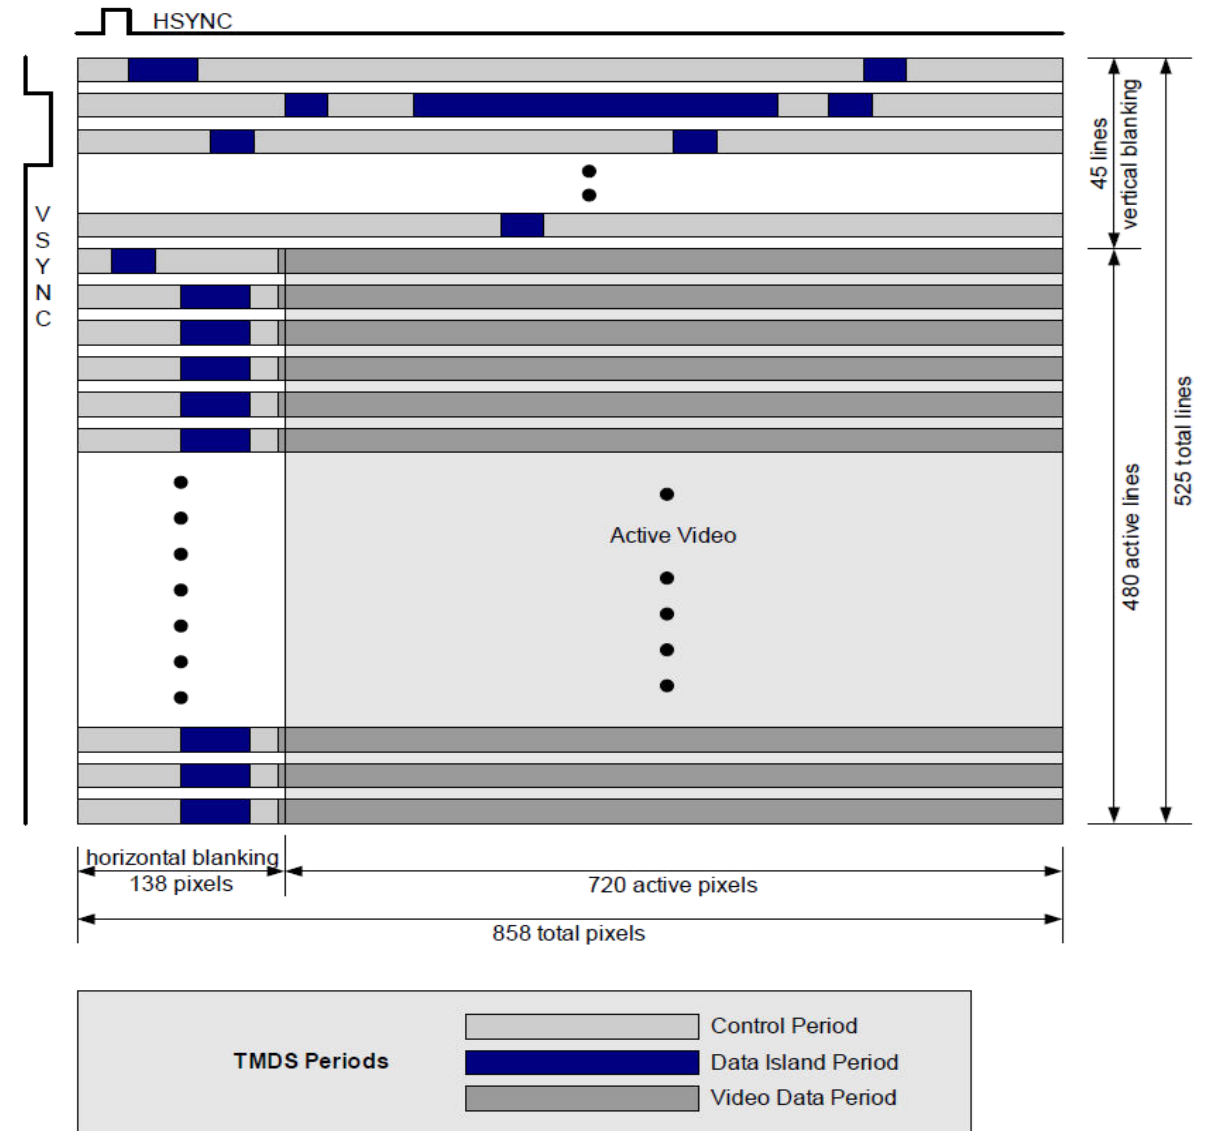 HSYNC
VSYNC
45 lines
vertical blanking
480 active lines
525 total lines
Active Video
horizontal blanking
138 pixels
720 active pixels
858 total pixels
TMDS Periods
Control Period
Data Island Period
Video Data Period